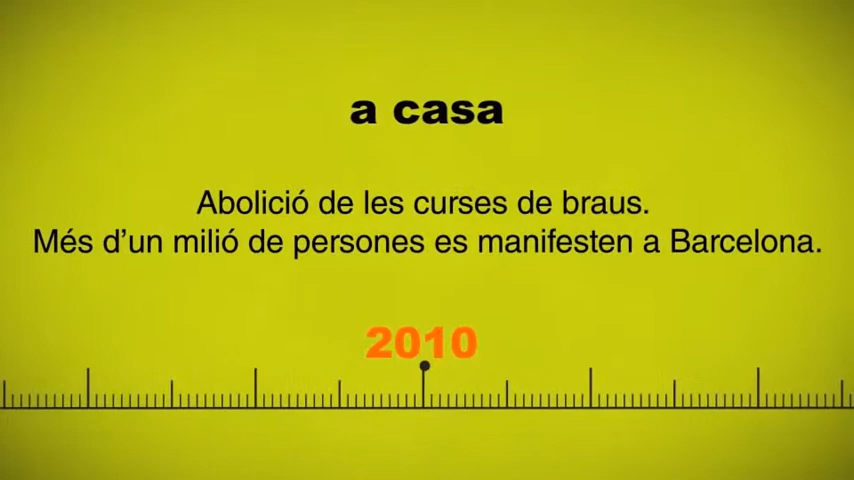 a casa
Abolició de les curses de braus.
Més d’un milió de persones es manifesten a Barcelona.
2010